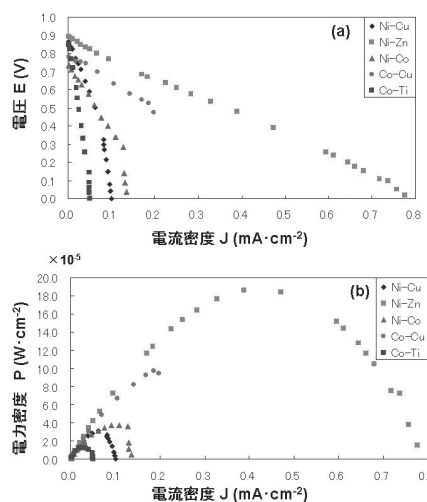 (a)
Ni-Cu
Ni-Zn
Ni-Co
Co-Cu
Co-Ti
電圧 E (V)
1.0
0.9
0.8
0.7
0.6
0.5
0.4
0.3
0.2
0.1
0.0
0.0 0.1 0.2 0.3 0.4 0.5 0.6 0.7 0.8
電流密度 J (mA·cm⁻²)
× 10⁻⁵
(b)
Ni-Cu
Ni-Zn
Ni-Co
Co-Cu
Co-Ti
電力密度 P (W·cm⁻²)
20.0
18.0
16.0
14.0
12.0
10.0
8.0
6.0
4.0
2.0
0.0
0.0 0.1 0.2 0.3 0.4 0.5 0.6 0.7 0.8
電流密度 J (mA·cm⁻²)